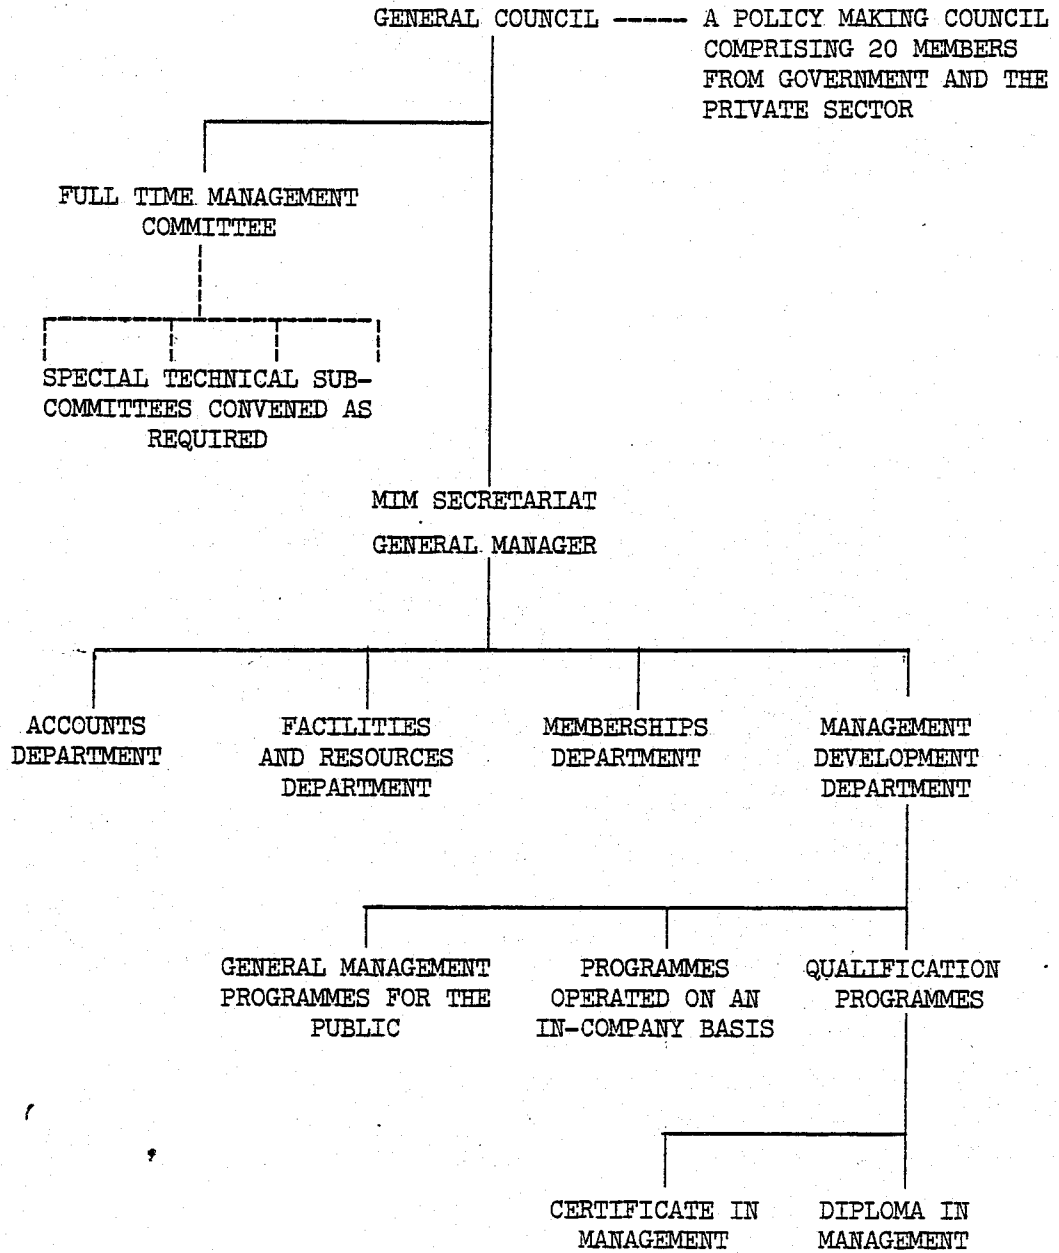 GENERAL COUNCIL ----- A POLICY MAKING COUNCIL
COMPRISING 20 MEMBERS
FROM GOVERNMENT AND THE
PRIVATE SECTOR
FULL TIME MANAGEMENT
COMMITTEE
SPECIAL TECHNICAL SUB-
COMMITTEES CONVENED AS
REQUIRED
MIM SECRETARIAT
GENERAL MANAGER
ACCOUNTS
DEPARTMENT
FACILITIES
AND RESOURCES
DEPARTMENT
MEMBERSHIPS
DEPARTMENT
MANAGEMENT
DEVELOPMENT
DEPARTMENT
GENERAL MANAGEMENT
PROGRAMMES FOR THE
PUBLIC
PROGRAMMES
OPERATED ON AN
IN-COMPANY BASIS
QUALIFICATION
PROGRAMMES
CERTIFICATE IN
MANAGEMENT
DIPLOMA IN
MANAGEMENT